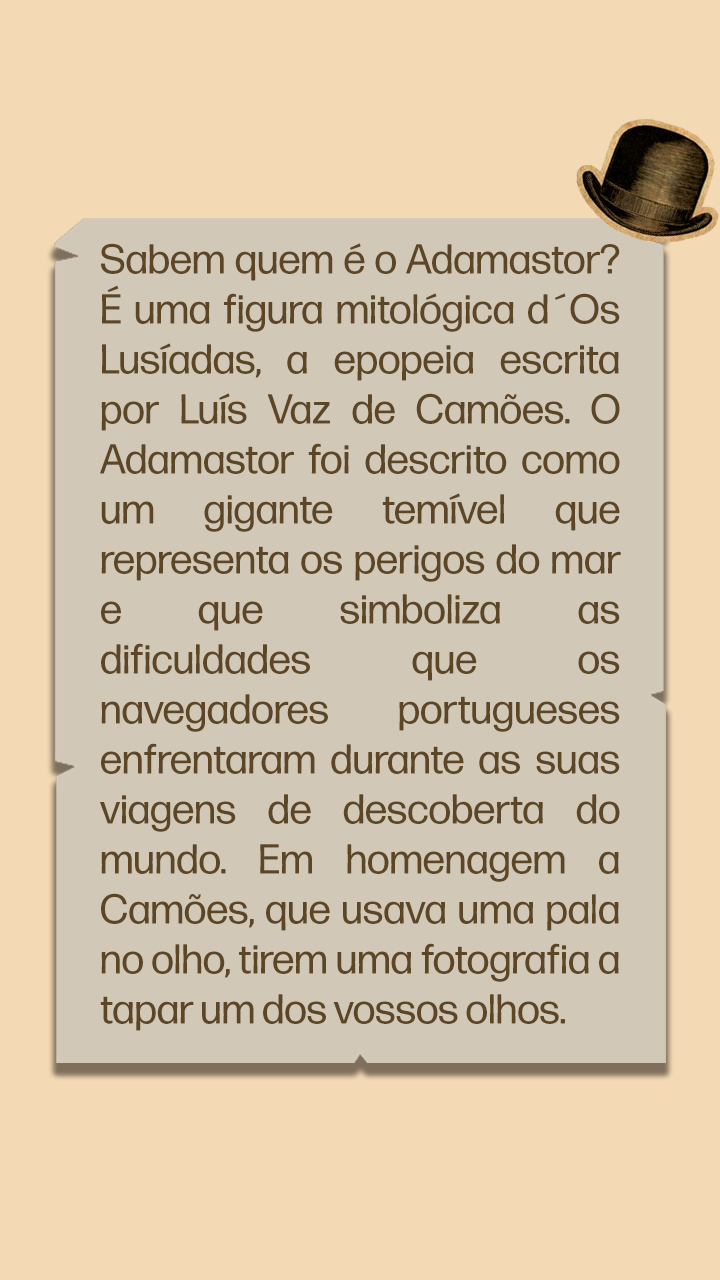 Sabem quem é o Adamastor?
É uma figura mitológica d´Os
Lusíadas, a epopeia escrita
por Luís Vaz de Camões. O
Adamastor foi descrito como
um gigante temível que
representa os perigos do mar
e que simboliza as
dificuldades que os
navegadores portugueses
enfrentaram durante as suas
viagens de descoberta do
mundo. Em homenagem a
Camões, que usava uma pala
no olho, tirem uma fotografia a
tapar um dos vossos olhos.